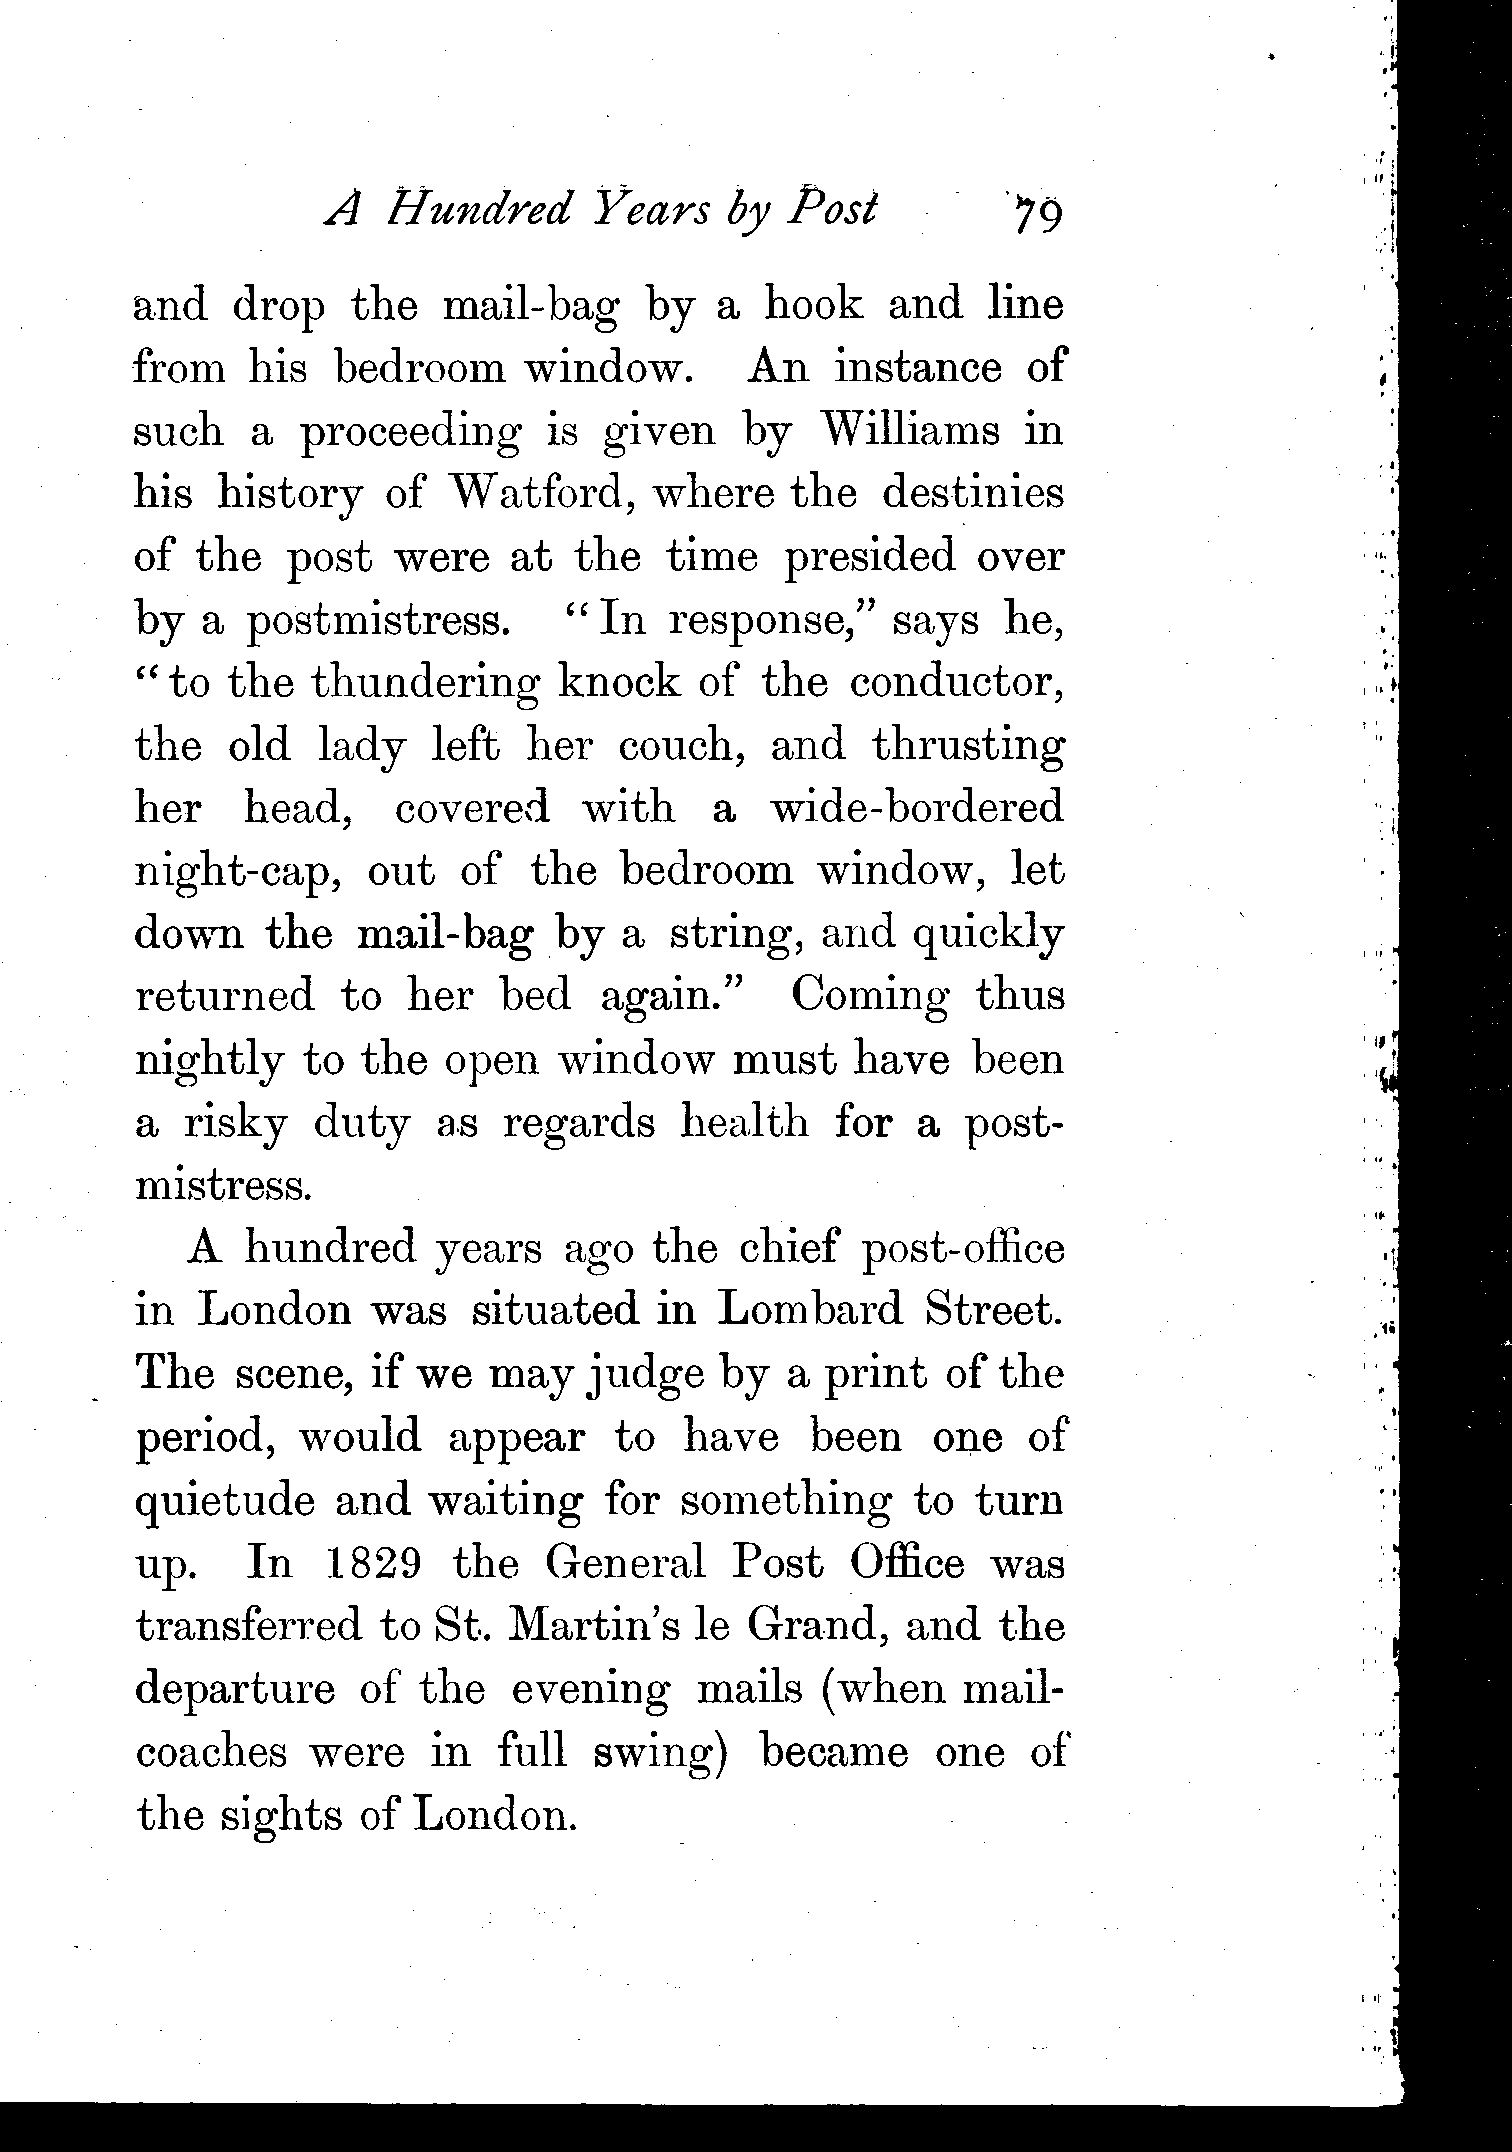 A Hundred Years by Post 79
and drop the mail-bag by a hook and line
from his bedroom window. An instance of
such a proceeding is given by Williams in
his history of Watford, where the destinies
of the post were at the time presided over
by a postmistress. “In response,” says he,
“to the thundering knock of the conductor,
the old lady left her couch, and thrusting
her head, covered with a wide-bordered
night-cap, out of the bedroom window, let
down the mail-bag by a string, and quickly
returned to her bed again.” Coming thus
nightly to the open window must have been
a risky duty as regards health for a post-
mistress.
A hundred years ago the chief post-office
in London was situated in Lombard Street.
The scene, if we may judge by a print of the
period, would appear to have been one of
quietude and waiting for something to turn
up. In 1829 the General Post Office was
transferred to St. Martin's le Grand, and the
departure of the evening mails (when mail-
coaches were in full swing) became one of
the sights of London.